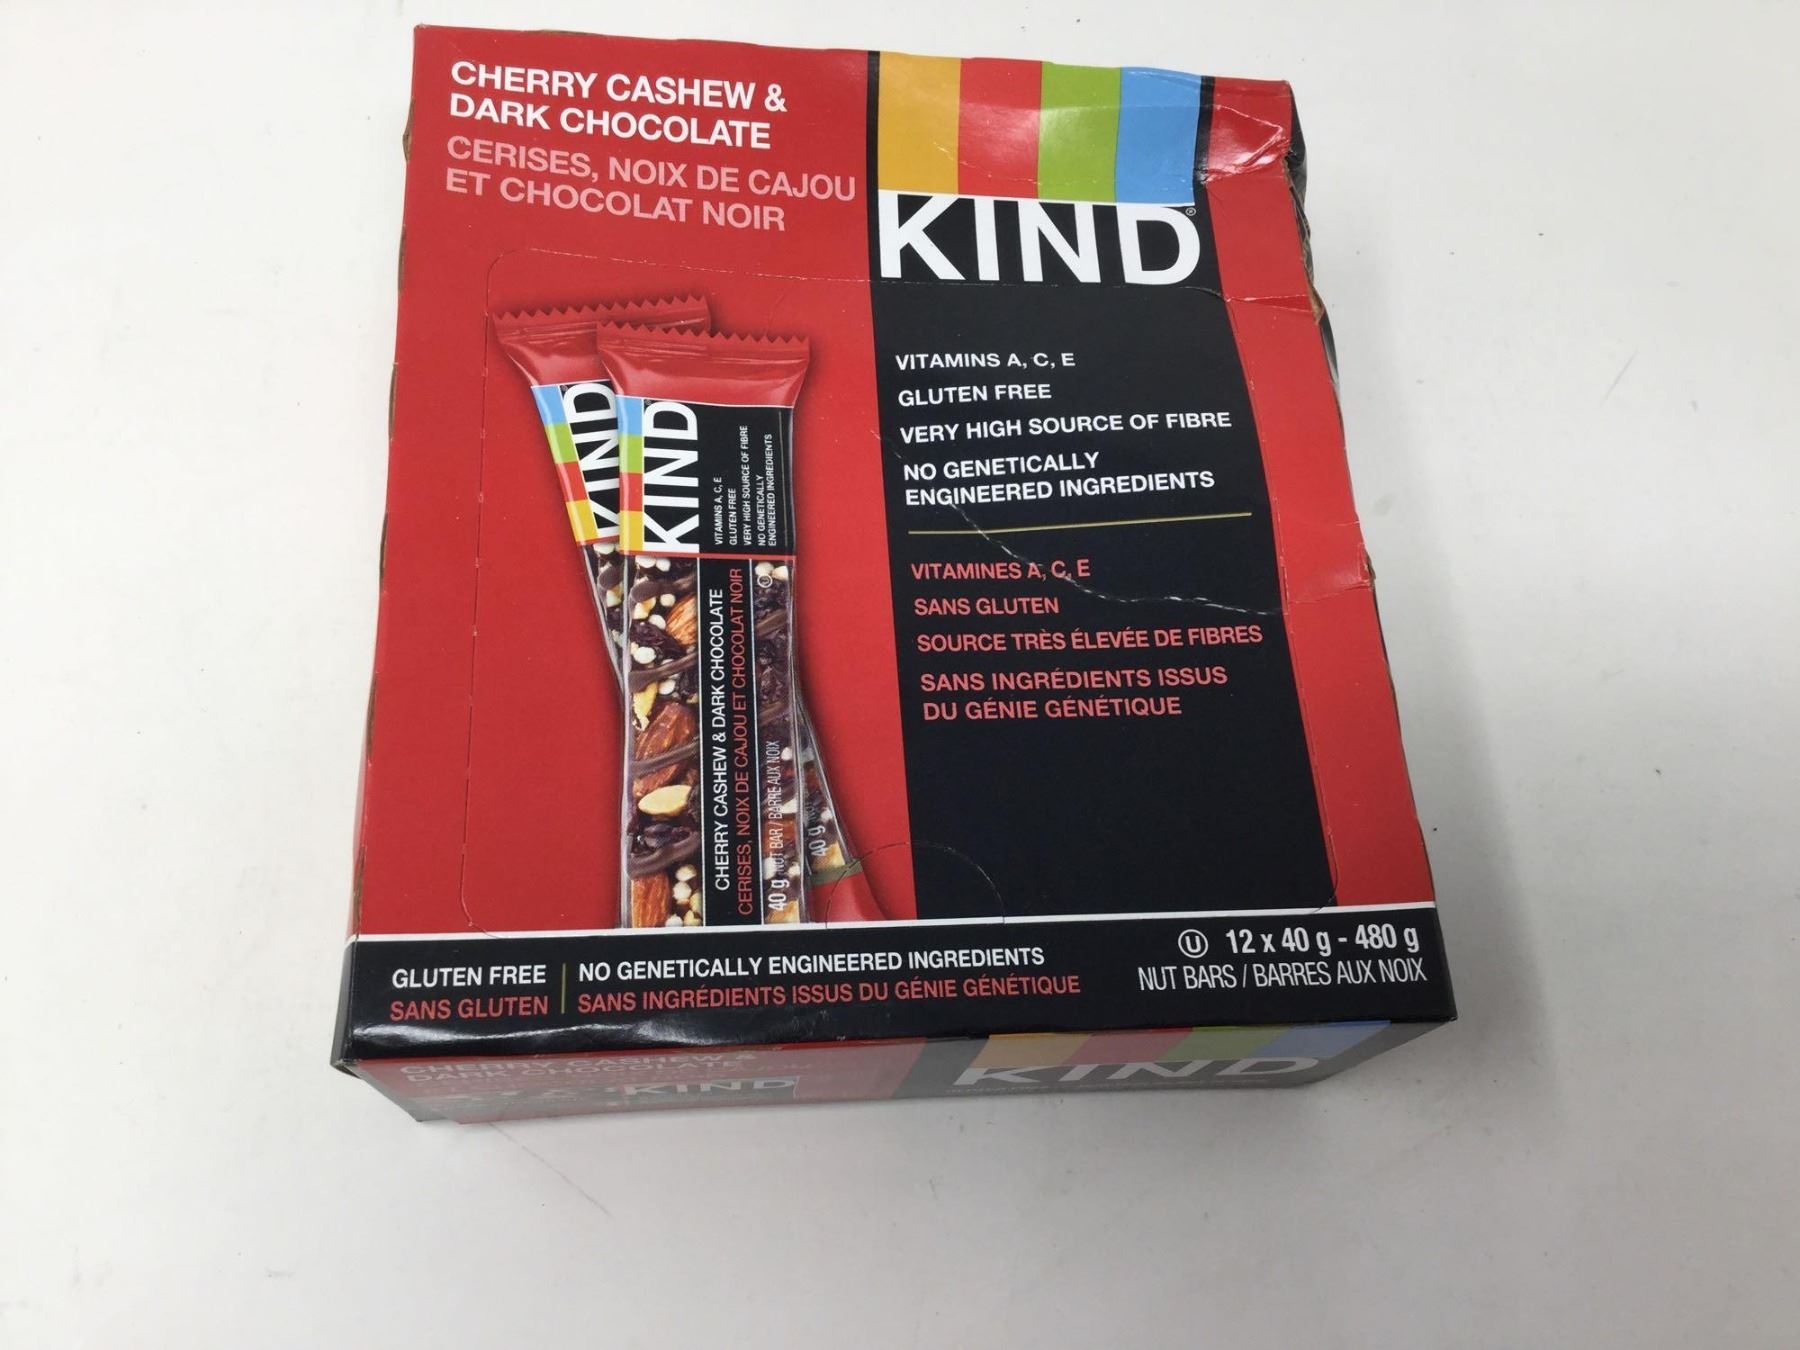 CHERRY CASHEW &
DARK CHOCOLATE
CERISES, NOIX DE CAJOU
ET CHOCOLAT NOIR
KIND®
VITAMINS A, C, E
GLUTEN FREE
VERY HIGH SOURCE OF FIBRE
NO GENETICALLY
ENGINEERED INGREDIENTS
VITAMINES A, C, E
SANS GLUTEN
SOURCE TRÈS ÉLEVÉE DE FIBRES
SANS INGRÉDIENTS ISSUS
DU GÉNIE GÉNÉTIQUE
KIND
KIND
VITAMINS A, C, E
GLUTEN FREE
VERY HIGH SOURCE OF FIBRE
NO GENETICALLY
ENGINEERED INGREDIENTS
CHERRY CASHEW & DARK CHOCOLATE
CERISES, NOIX DE CAJOU ET CHOCOLAT NOIR
40 g NUT BAR / BARRE AUX NOIX
40 g
GLUTEN FREE
SANS GLUTEN
NO GENETICALLY ENGINEERED INGREDIENTS
SANS INGRÉDIENTS ISSUS DU GÉNIE GÉNÉTIQUE
U 12 x 40 g - 480 g
NUT BARS / BARRES AUX NOIX
CHERRY CASHEW &
DARK CHOCOLATE
KIND
KIND